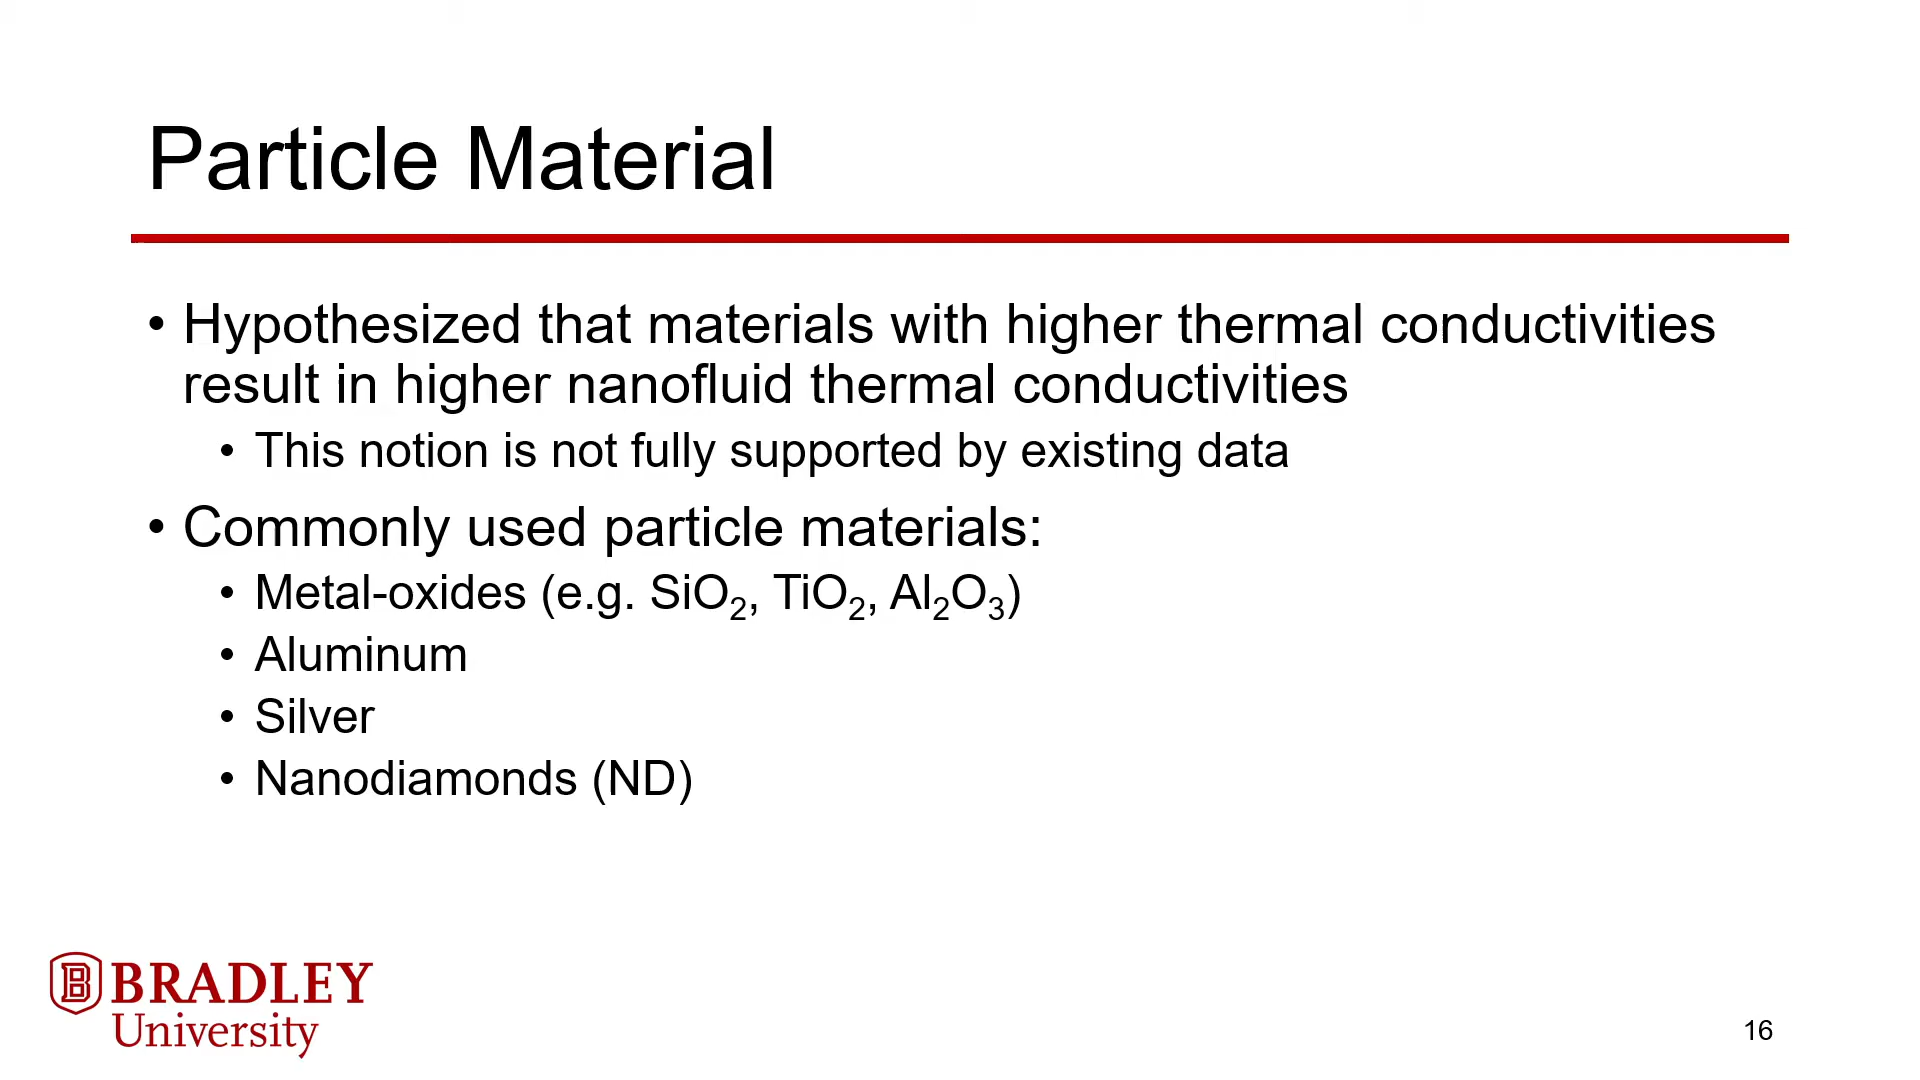 Particle Material
• Hypothesized that materials with higher thermal conductivities
result in higher nanofluid thermal conductivities
• This notion is not fully supported by existing data
• Commonly used particle materials:
• Metal-oxides (e.g. SiO₂, TiO₂, Al₂O₃)
• Aluminum
• Silver
• Nanodiamonds (ND)
B BRADLEY
University
16